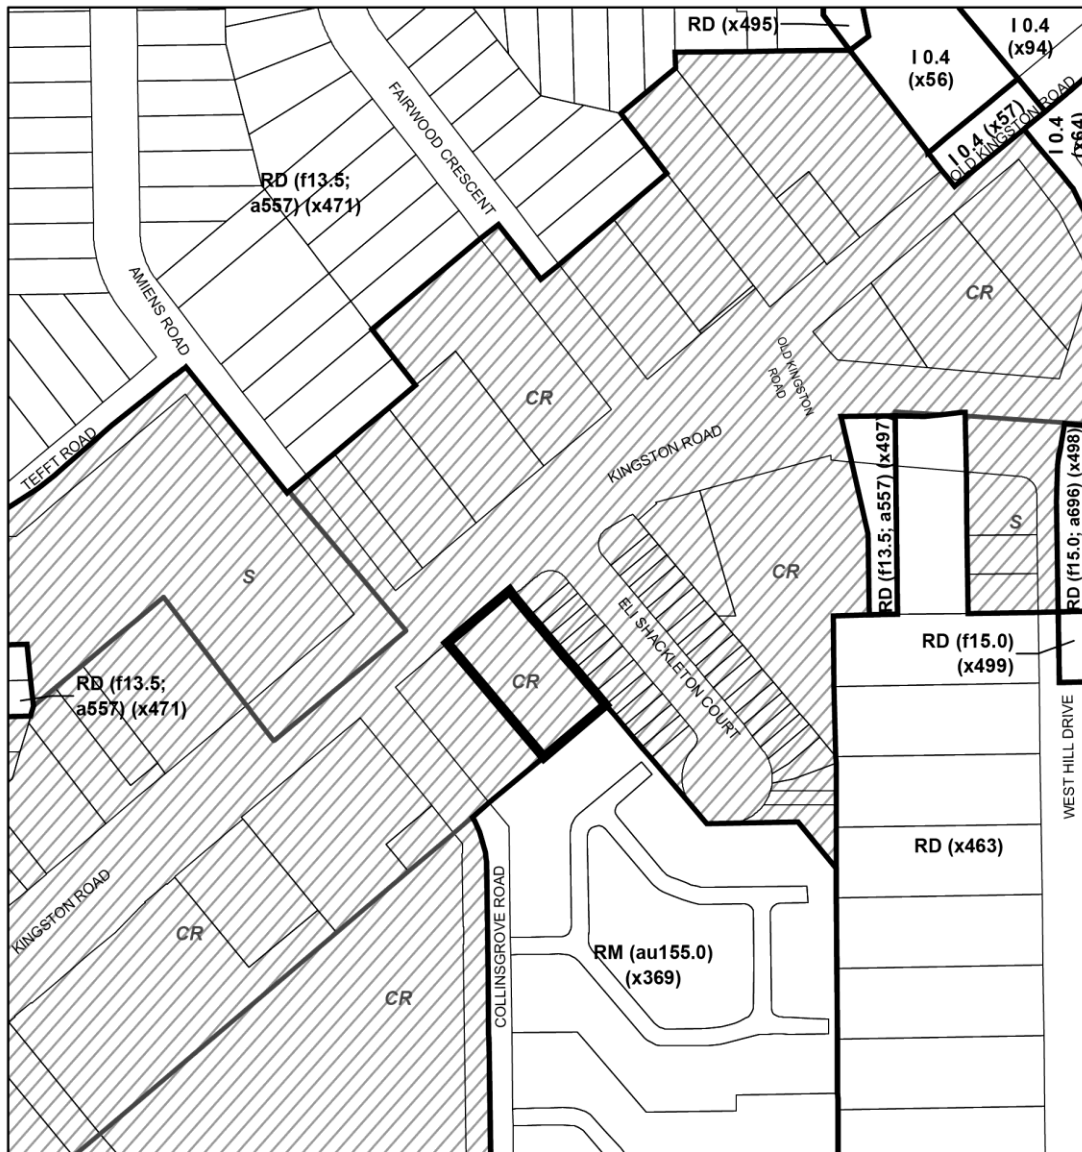 RD (x495)
I 0.4
(x94)
I 0.4
(x56)
I 0.4 (x57)
OLD KINGSTON ROAD
I 0.4
(x64)
FAIRWOOD CRESCENT
RD (f13.5;
a557) (x471)
AMIENS ROAD
CR
OLD KINGSTON
ROAD
CR
TEFFT ROAD
KINGSTON ROAD
RD (f13.5; a557) (x497)
RD (f15.0; a696) (x498)
S
S
CR
ELI SHACKLETON COURT
RD (f15.0)
(x499)
CR
RD (f13.5;
a557) (x471)
WEST HILL DRIVE
RD (x463)
KINGSTON ROAD
CR
COLLINSGROVE ROAD
RM (au155.0)
(x369)
CR